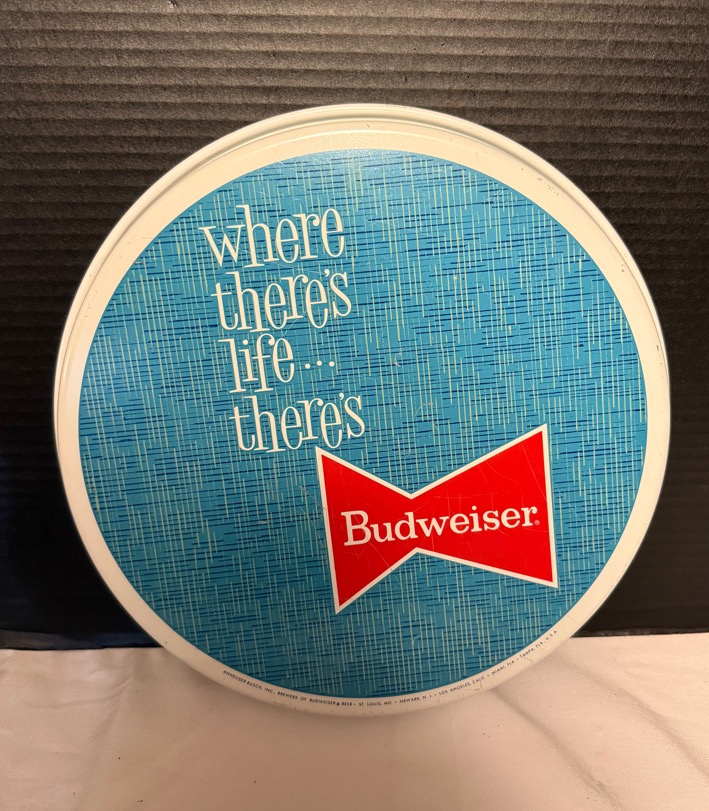 where
there's
life...
there's
Budweiser®
ANHEUSER-BUSCH, INC., BREWERS OF BUDWEISER® BEER • ST. LOUIS, MO. • NEWARK, N. J. • LOS ANGELES, CALIF. • MIAMI, FLA. • TAMPA, FLA., U.S.A.